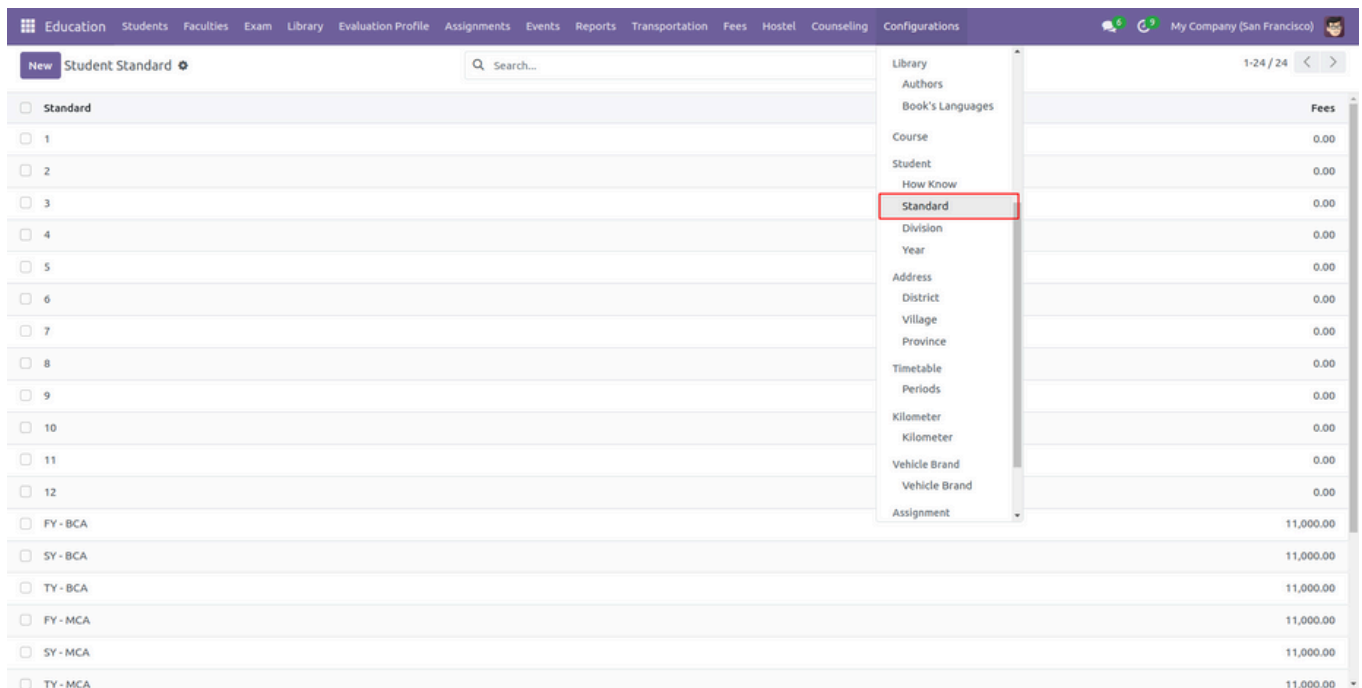 Education Students Faculties Exam Library Evaluation Profile Assignments Events Reports Transportation Fees Hostel Counseling Configurations 6 9 My Company (San Francisco)
New Student Standard Search... 1-24 / 24
Standard Fees
1 0.00
2 0.00
3 0.00
4 0.00
5 0.00
6 0.00
7 0.00
8 0.00
9 0.00
10 0.00
11 0.00
12 0.00
FY - BCA 11,000.00
SY - BCA 11,000.00
TY - BCA 11,000.00
FY - MCA 11,000.00
SY - MCA 11,000.00
TY - MCA 11,000.00
Library
Authors
Book's Languages
Course
Student
How Know
Standard
Division
Year
Address
District
Village
Province
Timetable
Periods
Kilometer
Kilometer
Vehicle Brand
Vehicle Brand
Assignment